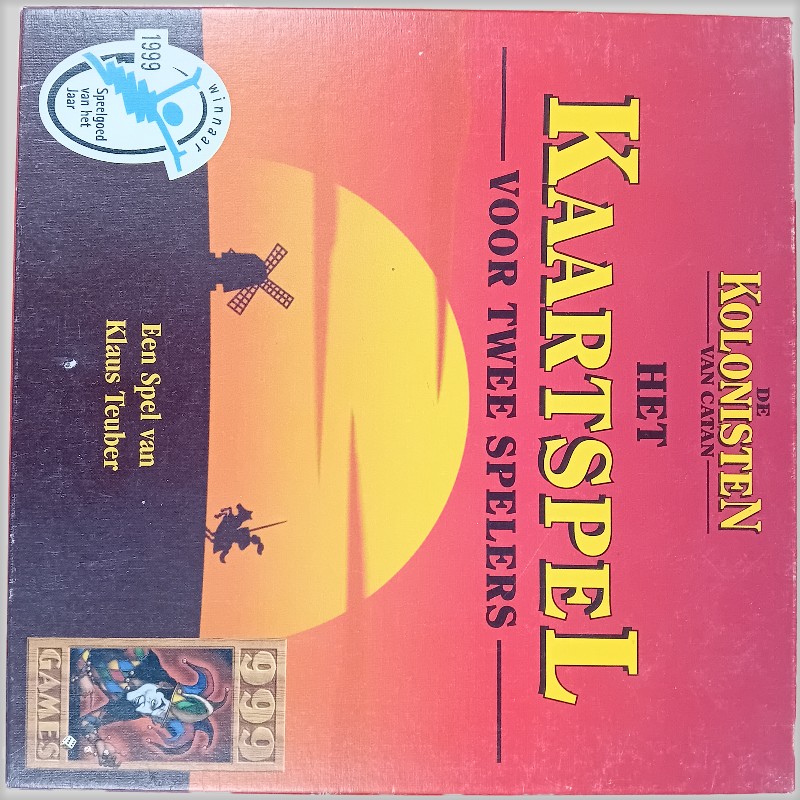 DE
KOLONISTEN
VAN CATAN
HET
KAARTSPEL
VOOR TWEE SPELERS
winnaar
1999
Speelgoed
van het
Jaar
Een Spel van
Klaus Teuber
999
GAMES